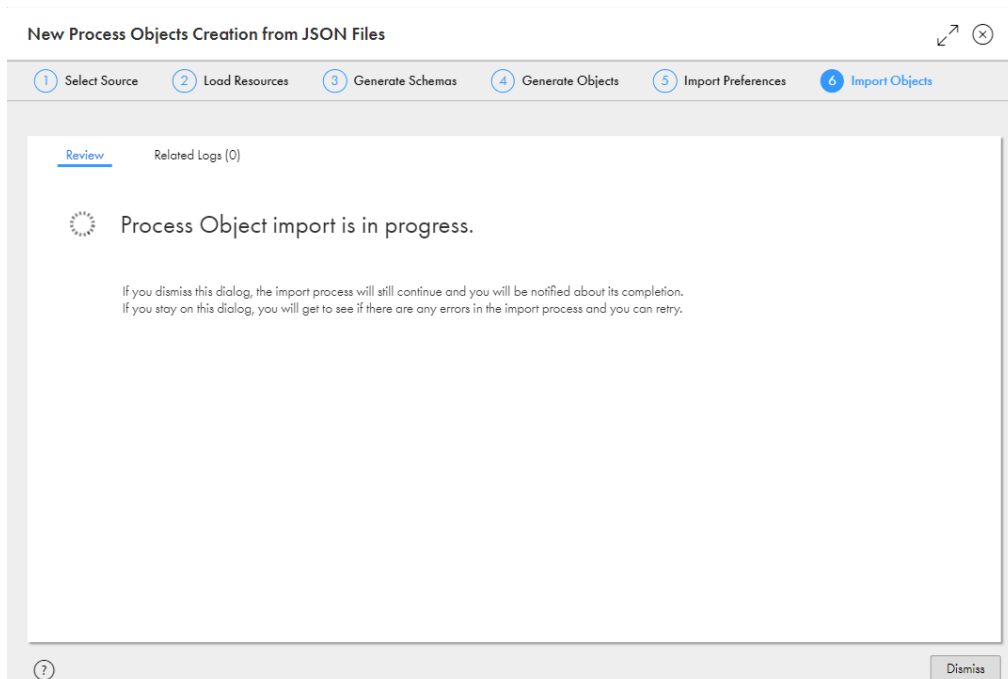 New Process Objects Creation from JSON Files
1 Select Source 2 Load Resources 3 Generate Schemas 4 Generate Objects 5 Import Preferences 6 Import Objects
Review Related Logs (0)
Process Object import is in progress.
If you dismiss this dialog, the import process will still continue and you will be notified about its completion.
If you stay on this dialog, you will get to see if there are any errors in the import process and you can retry.
? Dismiss